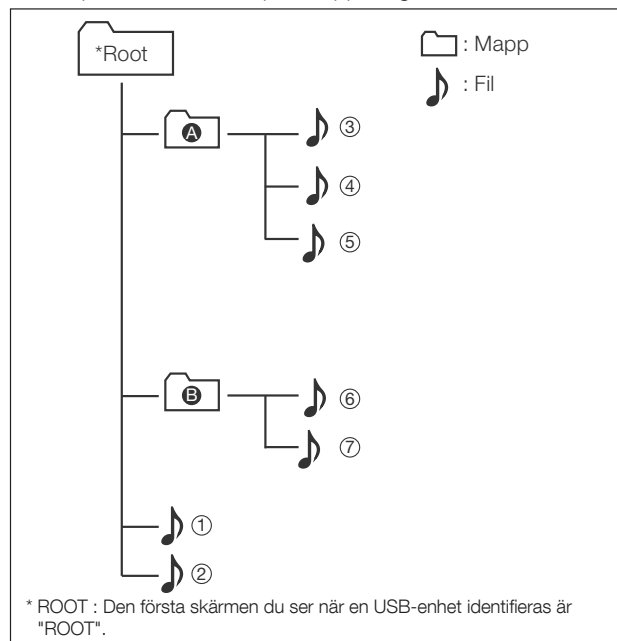 *Root
: Mapp
: Fil
A
③
④
⑤
B
⑥
⑦
①
②
* ROOT : Den första skärmen du ser när en USB-enhet identifieras är
"ROOT".